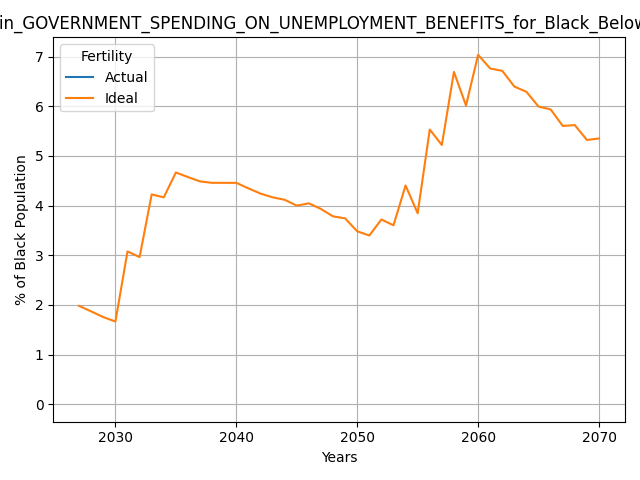 in_GOVERNMENT_SPENDING_ON_UNEMPLOYMENT_BENEFITS_for_Black_Below
Fertility
Actual
Ideal
% of Black Population
7
6
5
4
3
2
1
0
2030 2040 2050 2060 2070
Years